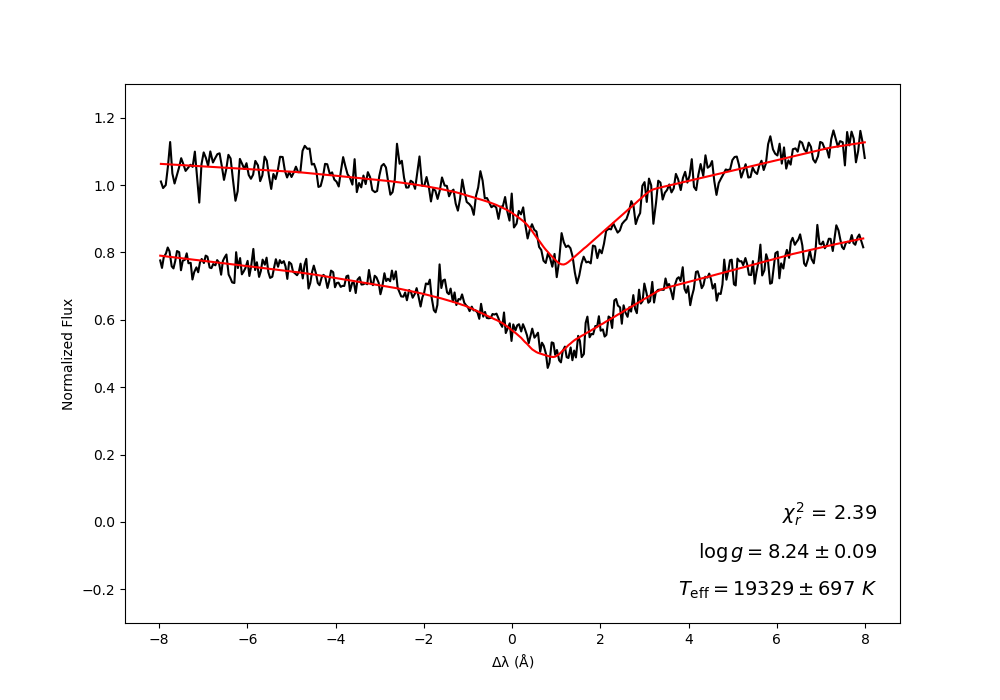 1.2
1.0
0.8
0.6
0.4
0.2
0.0
−0.2
Normalized Flux
χ²ᵣ = 2.39
log g = 8.24 ± 0.09
T_eff = 19329 ± 697 K
−8 −6 −4 −2 0 2 4 6 8
Δλ (Å)